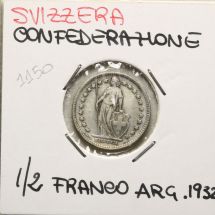 SVIZZERA
CONFEDERAZIONE
1150
1/2 FRANCO ARG. 1932